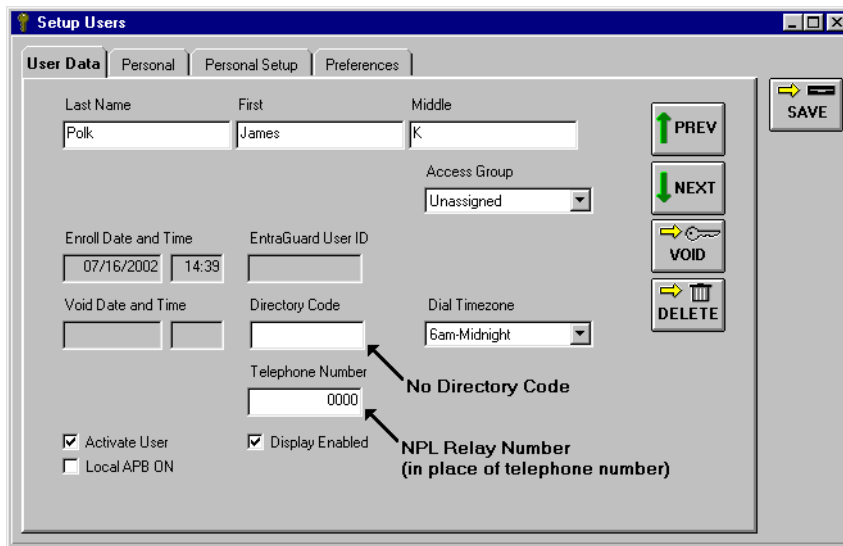 Setup Users
User Data Personal Personal Setup Preferences
SAVE
Last Name First Middle
Polk James K
PREV
Access Group
Unassigned
NEXT
Enroll Date and Time EntraGuard User ID
07/16/2002 14:39
VOID
Void Date and Time Directory Code Dial Timezone
6am-Midnight
DELETE
No Directory Code
Telephone Number
0000
NPL Relay Number
(in place of telephone number)
Activate User Display Enabled
Local APB ON